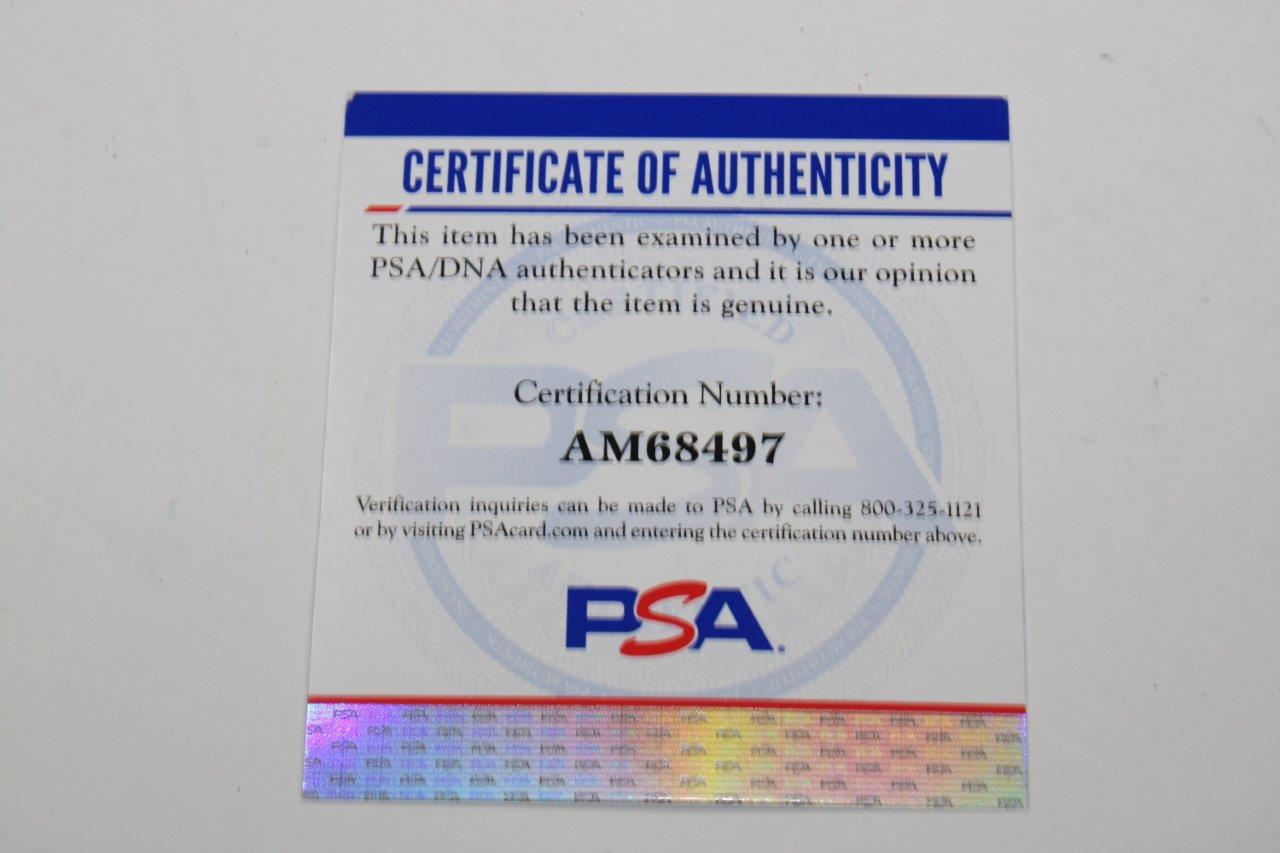 CERTIFICATE OF AUTHENTICITY
This item has been examined by one or more
PSA/DNA authenticators and it is our opinion
that the item is genuine.
CERTIFIED
PSA
Certification Number:
AM68497
Verification inquiries can be made to PSA by calling 800-325-1121
or by visiting PSAcard.com and entering the certification number above.
PSA